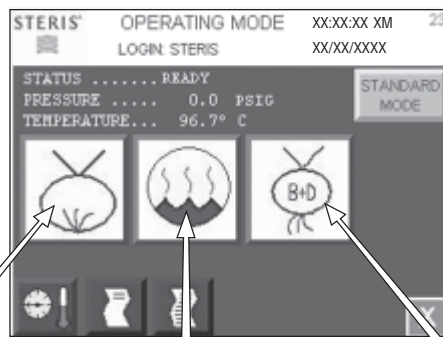 STERIS® OPERATING MODE XX:XX:XX XM 23
LOGIN: STERIS XX/XX/XXXX
STATUS ....... READY
PRESSURE ..... 0.0 PSIG
TEMPERATURE... 96.7° C
STANDARD
MODE
B+D
X